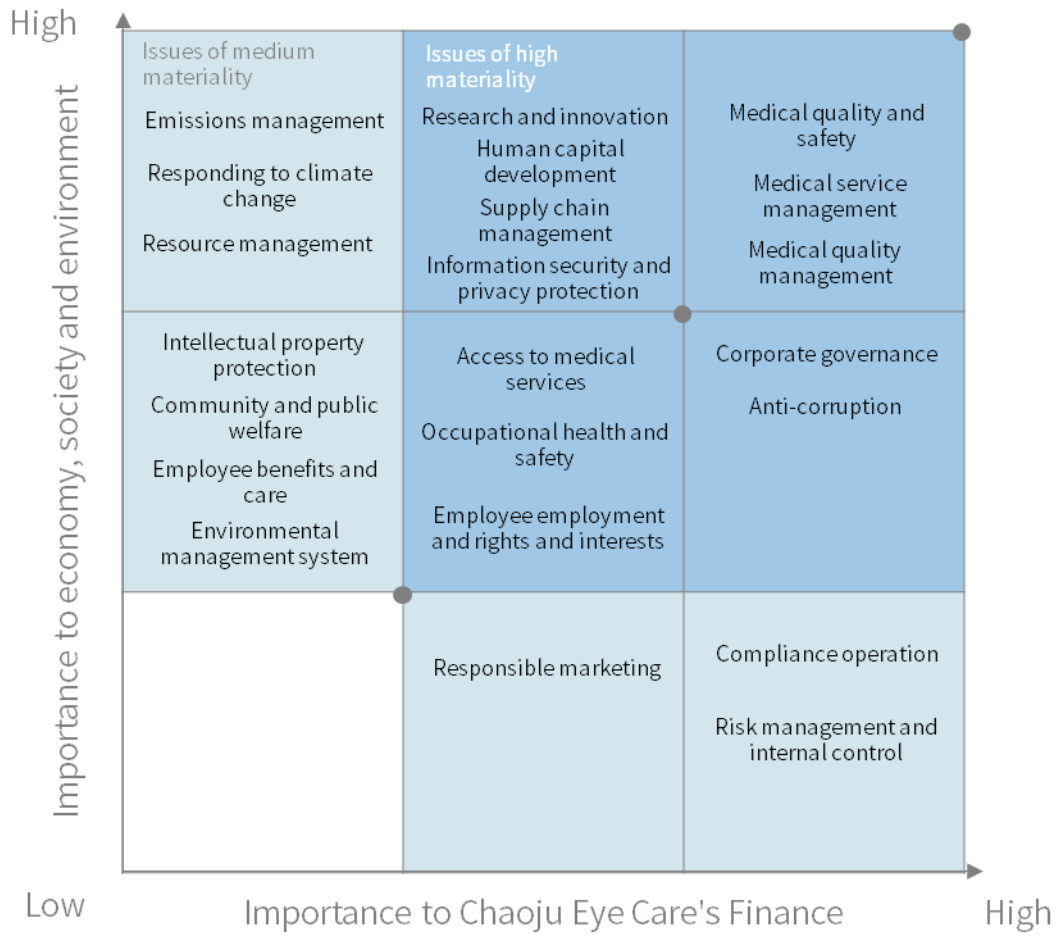 High
Importance to economy, society and environment
Issues of medium
materiality
Emissions management
Responding to climate
change
Resource management
Issues of high
materiality
Research and innovation
Human capital
development
Supply chain
management
Information security and
privacy protection
Medical quality and
safety
Medical service
management
Medical quality
management
Intellectual property
protection
Community and public
welfare
Employee benefits and
care
Environmental
management system
Access to medical
services
Occupational health and
safety
Employee employment
and rights and interests
Corporate governance
Anti-corruption
Responsible marketing
Compliance operation
Risk management and
internal control
Low
Importance to Chaoju Eye Care's Finance
High